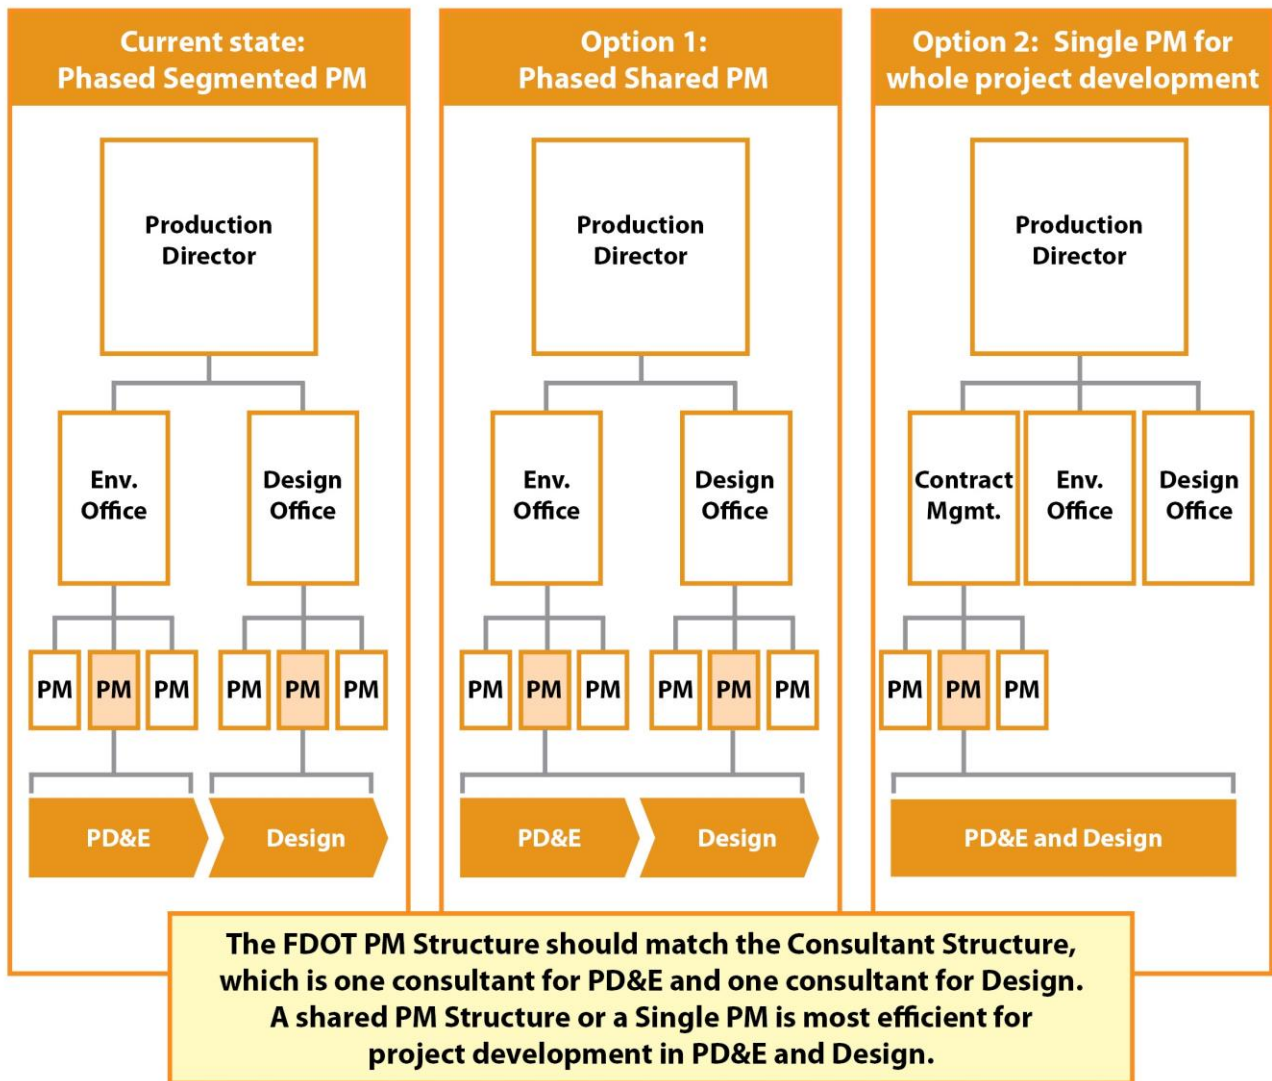 Current state:
Phased Segmented PM
Production
Director
Env.
Office
Design
Office
PM PM PM PM PM PM
PD&E Design
Option 1:
Phased Shared PM
Production
Director
Env.
Office
Design
Office
PM PM PM PM PM PM
PD&E Design
Option 2: Single PM for
whole project development
Production
Director
Contract
Mgmt.
Env.
Office
Design
Office
PM PM PM
PD&E and Design
The FDOT PM Structure should match the Consultant Structure,
which is one consultant for PD&E and one consultant for Design.
A shared PM Structure or a Single PM is most efficient for
project development in PD&E and Design.